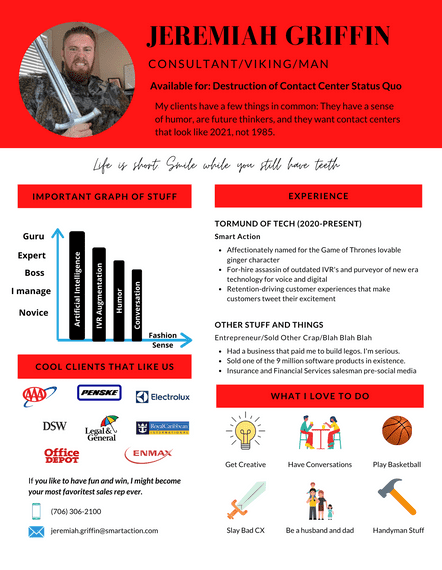 JEREMIAH GRIFFIN
CONSULTANT/VIKING/MAN
Available for: Destruction of Contact Center Status Quo
My clients have a few things in common: They have a sense
of humor, are future thinkers, and they want contact centers
that look like 2021, not 1985.
Life is short. Smile while you still have teeth
IMPORTANT GRAPH OF STUFF
Guru
Expert
Boss
I manage
Novice
Artificial Intelligence
IVR Augmentation
Humor
Conversation
Fashion
Sense
COOL CLIENTS THAT LIKE US
AAA
PENSKE
Electrolux
DSW
Legal &
General
Royal Caribbean
INTERNATIONAL
Office
DEPOT
ENMAX
If you like to have fun and win, I might become
your most favoritest sales rep ever.
(706) 306-2100
jeremiah.griffin@smartaction.com
EXPERIENCE
TORMUND OF TECH (2020-PRESENT)
Smart Action
• Affectionately named for the Game of Thrones lovable
ginger character
• For-hire assassin of outdated IVR's and purveyor of new era
technology for voice and digital
• Retention-driving customer experiences that make
customers tweet their excitement
OTHER STUFF AND THINGS
Entrepreneur/Sold Other Crap/Blah Blah Blah
• Had a business that paid me to build legos. I'm serious.
• Sold one of the 9 million software products in existence.
• Insurance and Financial Services salesman pre-social media
WHAT I LOVE TO DO
Get Creative
Have Conversations
Play Basketball
Slay Bad CX
Be a husband and dad
Handyman Stuff